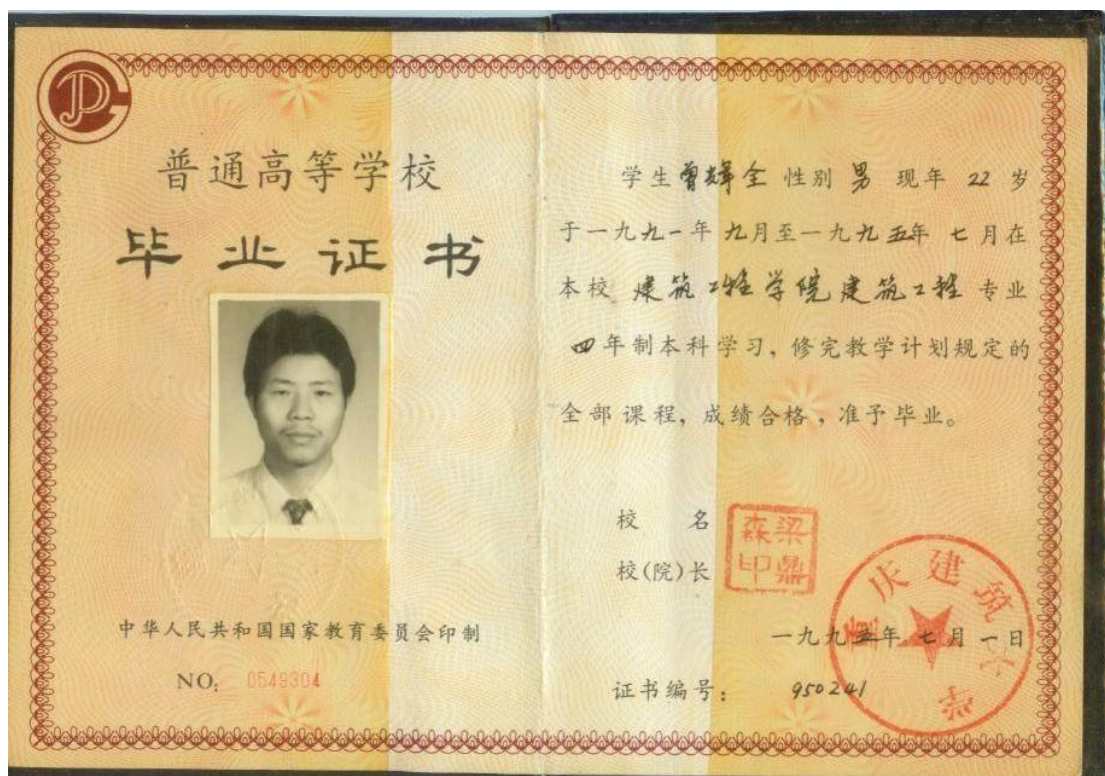 普通高等学校
毕业证书
中华人民共和国国家教育委员会印制
NO: 0549304
学生曾辉全性别 男 现年 22 岁
于一九九一年九月至一九九五年 七月在
本校 建筑工程学院建筑工程 专业
四年制本科学习，修完教学计划规定的
全部课程，成绩合格，准予毕业。
校 名
校(院)长
梁鼎森印
重庆建筑大学
一九九五年七月一日
证书编号： 950241